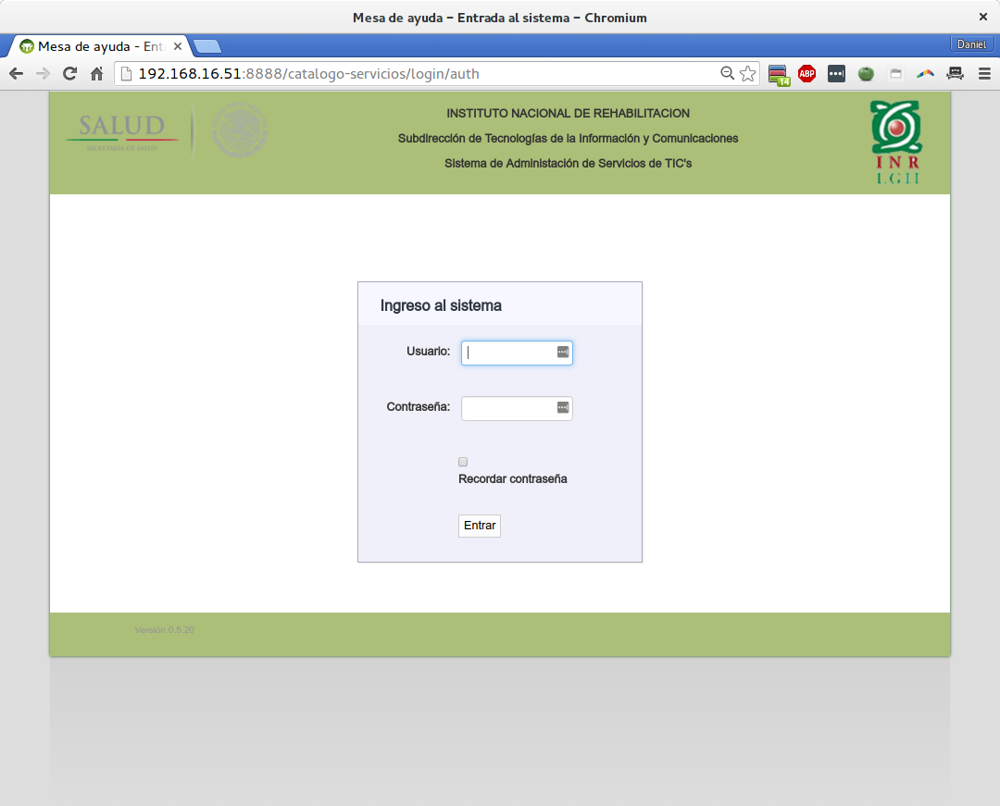 Mesa de ayuda – Entrada al sistema – Chromium
Mesa de ayuda - Ent
Daniel
192.168.16.51:8888/catalogo-servicios/login/auth
14
ABP
SALUD
SECRETARÍA DE SALUD
INSTITUTO NACIONAL DE REHABILITACION
Subdirección de Tecnologías de la Información y Comunicaciones
Sistema de Administación de Servicios de TIC's
INR
LGII
Ingreso al sistema
Usuario:
Contraseña:
Recordar contraseña
Entrar
Versión 0.5.20